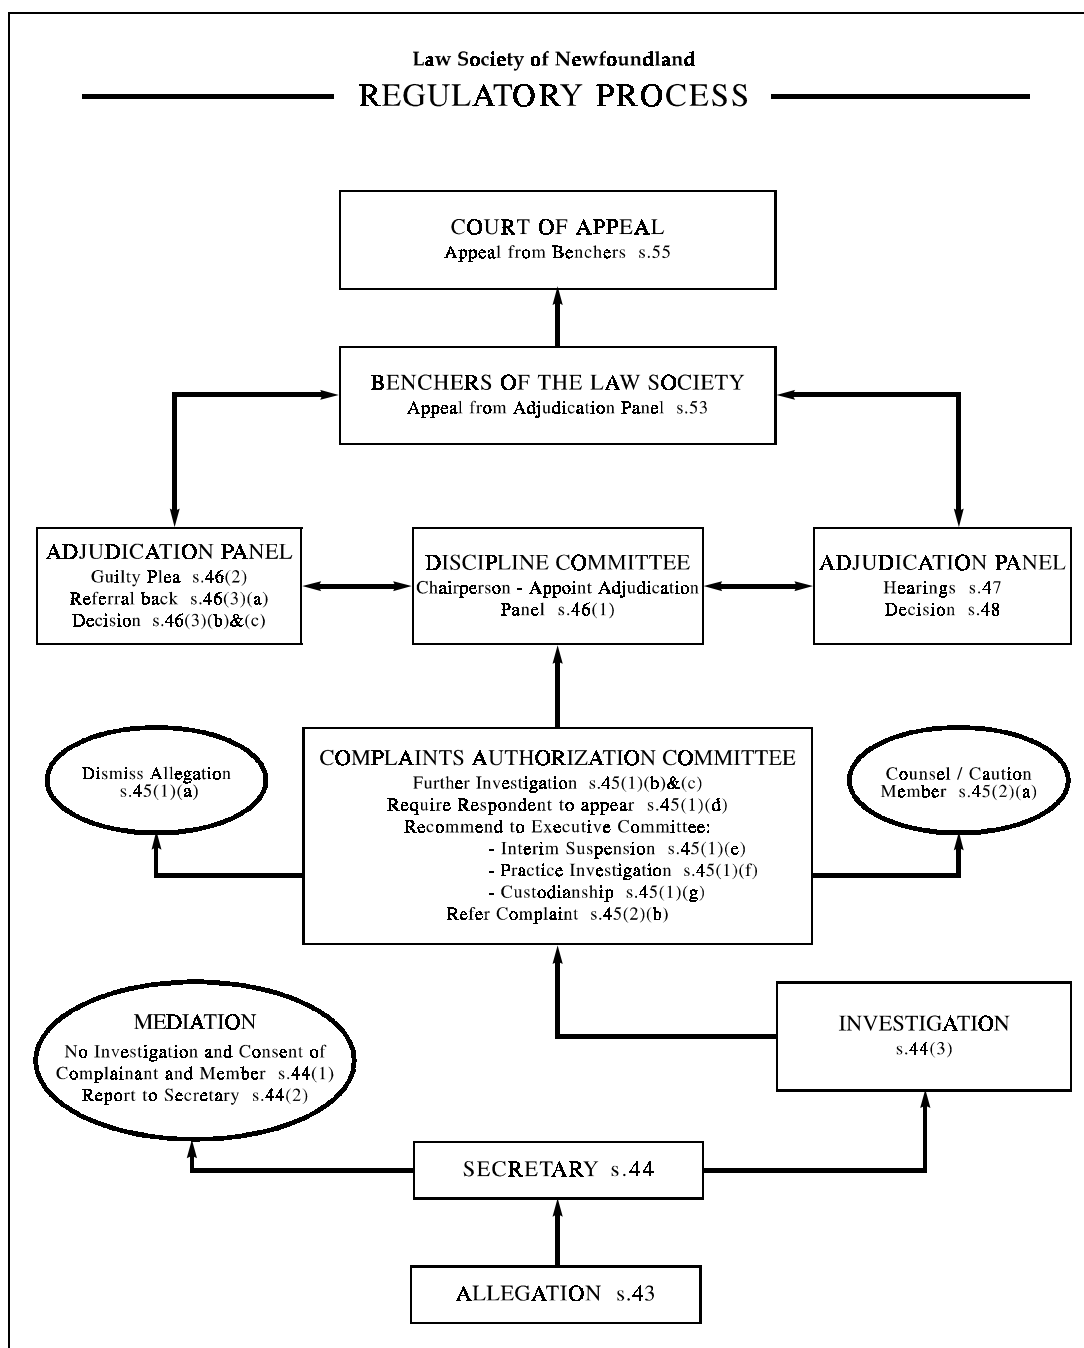 Law Society of Newfoundland
REGULATORY PROCESS
COURT OF APPEAL
Appeal from Benchers s.55
BENCHERS OF THE LAW SOCIETY
Appeal from Adjudication Panel s.53
ADJUDICATION PANEL
Guilty Plea s.46(2)
Referral back s.46(3)(a)
Decision s.46(3)(b)&(c)
DISCIPLINE COMMITTEE
Chairperson - Appoint Adjudication
Panel s.46(1)
ADJUDICATION PANEL
Hearings s.47
Decision s.48
Dismiss Allegation
s.45(1)(a)
COMPLAINTS AUTHORIZATION COMMITTEE
Further Investigation s.45(1)(b)&(c)
Require Respondent to appear s.45(1)(d)
Recommend to Executive Committee:
- Interim Suspension s.45(1)(e)
- Practice Investigation s.45(1)(f)
- Custodianship s.45(1)(g)
Refer Complaint s.45(2)(b)
Counsel / Caution
Member s.45(2)(a)
MEDIATION
No Investigation and Consent of
Complainant and Member s.44(1)
Report to Secretary s.44(2)
INVESTIGATION
s.44(3)
SECRETARY s.44
ALLEGATION s.43